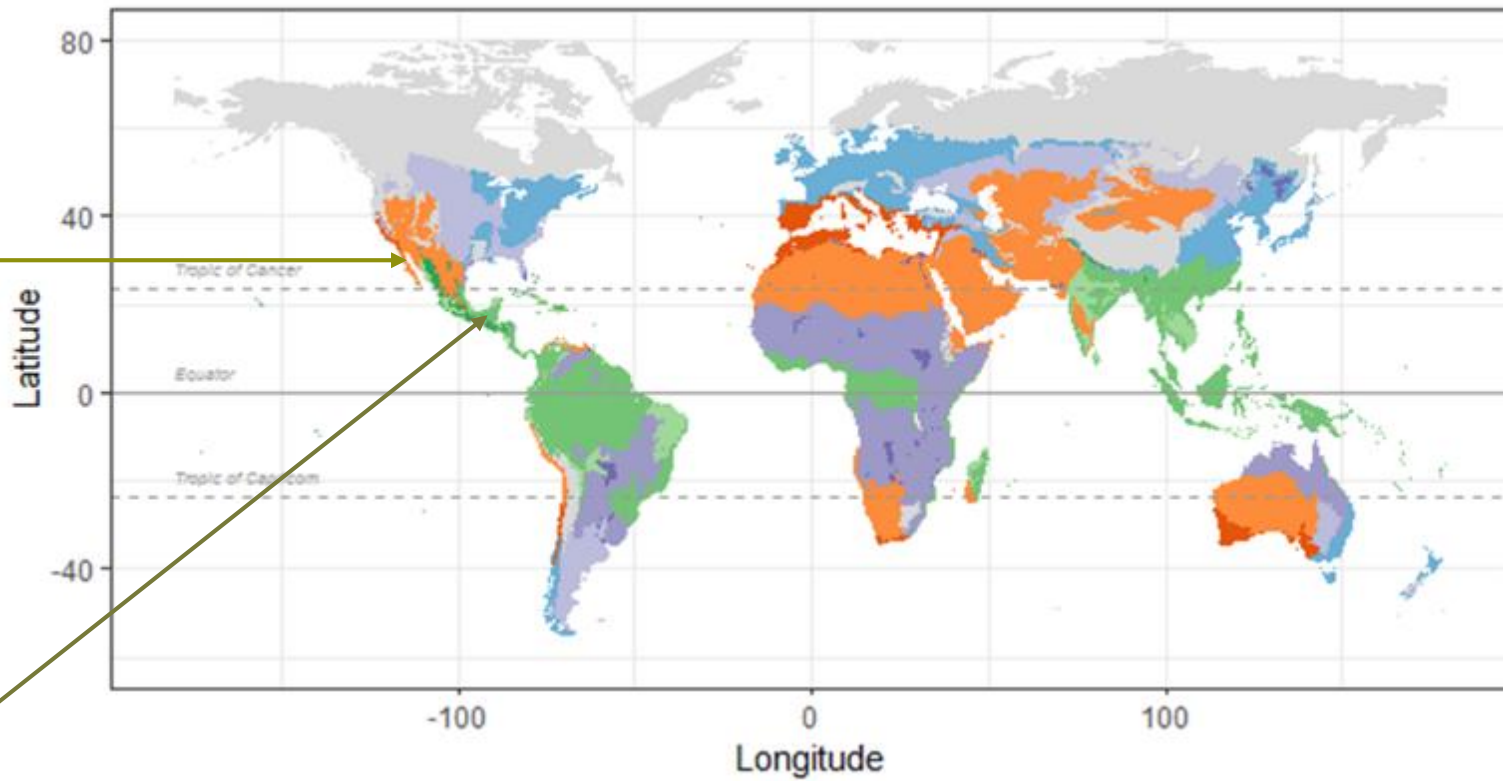 80
40
Tropic of Cancer
Latitude
Equator
0
Tropic of Capricorn
-40
-100
0
100
Longitude